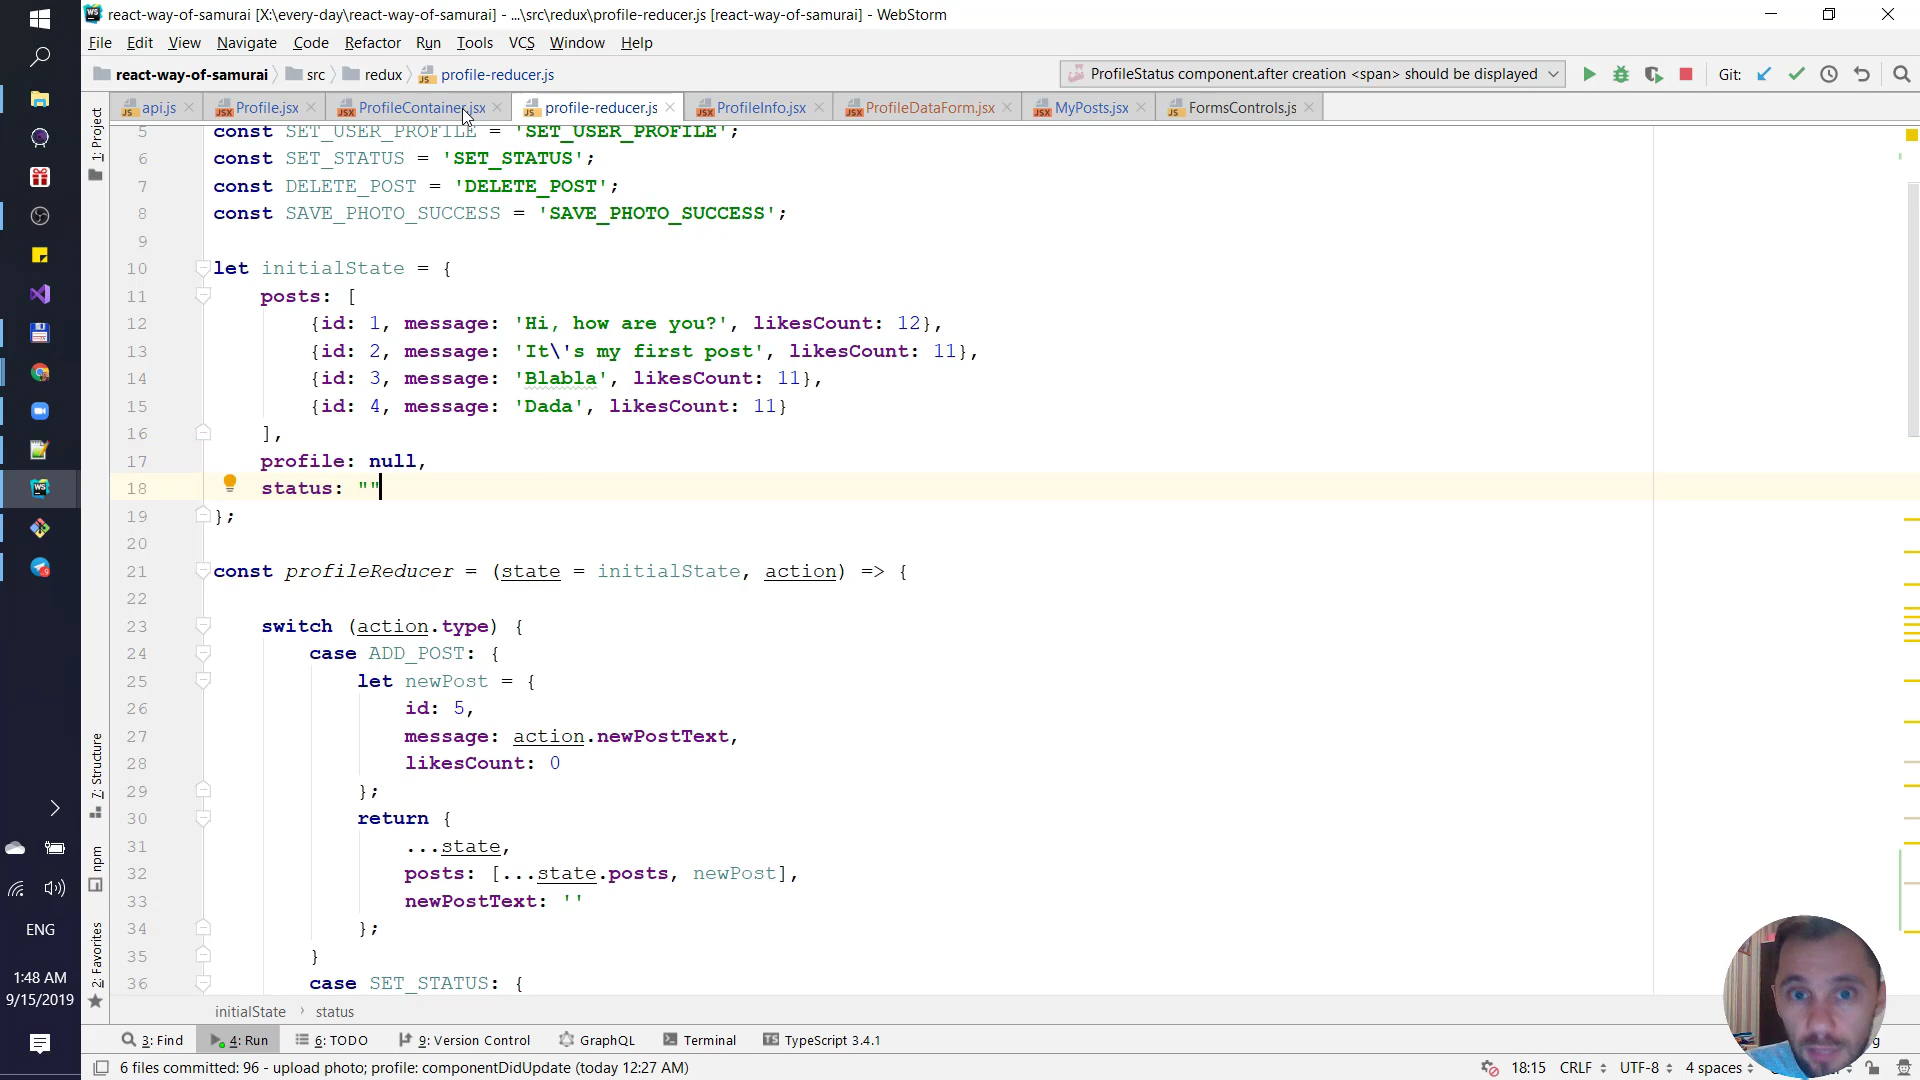 react-way-of-samurai [X:\every-day\react-way-of-samurai] - ...\src\redux\profile-reducer.js [react-way-of-samurai] - WebStorm
File Edit View Navigate Code Refactor Run Tools VCS Window Help
react-way-of-samurai src redux profile-reducer.js
ProfileStatus component.after creation <span> should be displayed
Git:
api.js Profile.jsx ProfileContainer.jsx profile-reducer.js ProfileInfo.jsx ProfileDataForm.jsx MyPosts.jsx FormsControls.js
1: Project
7: Structure
npm
2: Favorites
5 const SET_USER_PROFILE = 'SET_USER_PROFILE';
6 const SET_STATUS = 'SET_STATUS';
7 const DELETE_POST = 'DELETE_POST';
8 const SAVE_PHOTO_SUCCESS = 'SAVE_PHOTO_SUCCESS';
9
10 let initialState = {
11 posts: [
12 {id: 1, message: 'Hi, how are you?', likesCount: 12},
13 {id: 2, message: 'It\'s my first post', likesCount: 11},
14 {id: 3, message: 'Blabla', likesCount: 11},
15 {id: 4, message: 'Dada', likesCount: 11}
16 ],
17 profile: null,
18 status: ""
19 };
20
21 const profileReducer = (state = initialState, action) => {
22
23 switch (action.type) {
24 case ADD_POST: {
25 let newPost = {
26 id: 5,
27 message: action.newPostText,
28 likesCount: 0
29 };
30 return {
31 ...state,
32 posts: [...state.posts, newPost],
33 newPostText: ''
34 };
35 }
36 case SET_STATUS: {
initialState › status
3: Find 4: Run 6: TODO 9: Version Control GraphQL Terminal TypeScript 3.4.1
6 files committed: 96 - upload photo; profile: componentDidUpdate (today 12:27 AM)
18:15 CRLF UTF-8 4 spaces
ENG
1:48 AM
9/15/2019